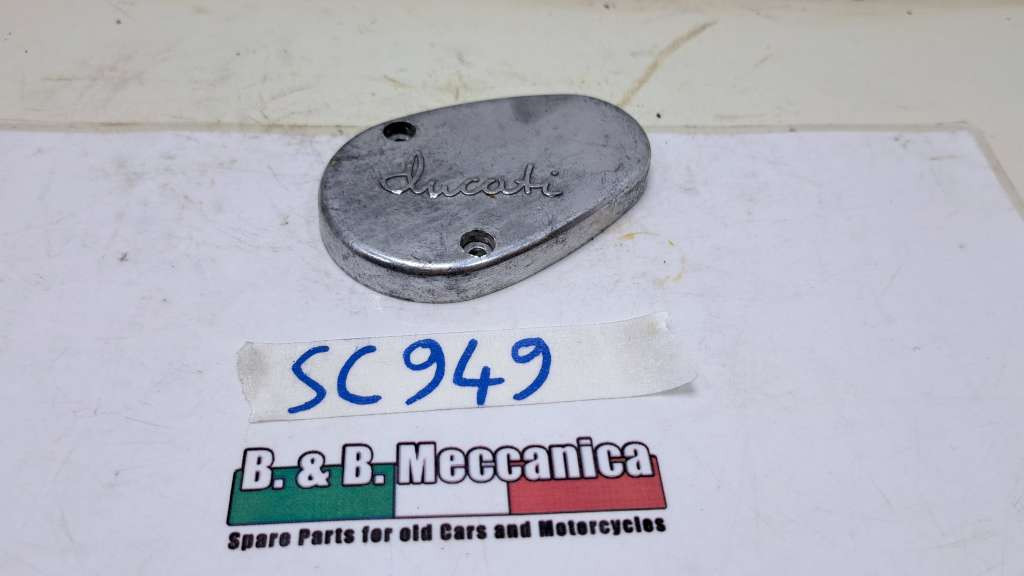 ducati
SC949
B. & B. Meccanica
Spare Parts for old Cars and Motorcycles